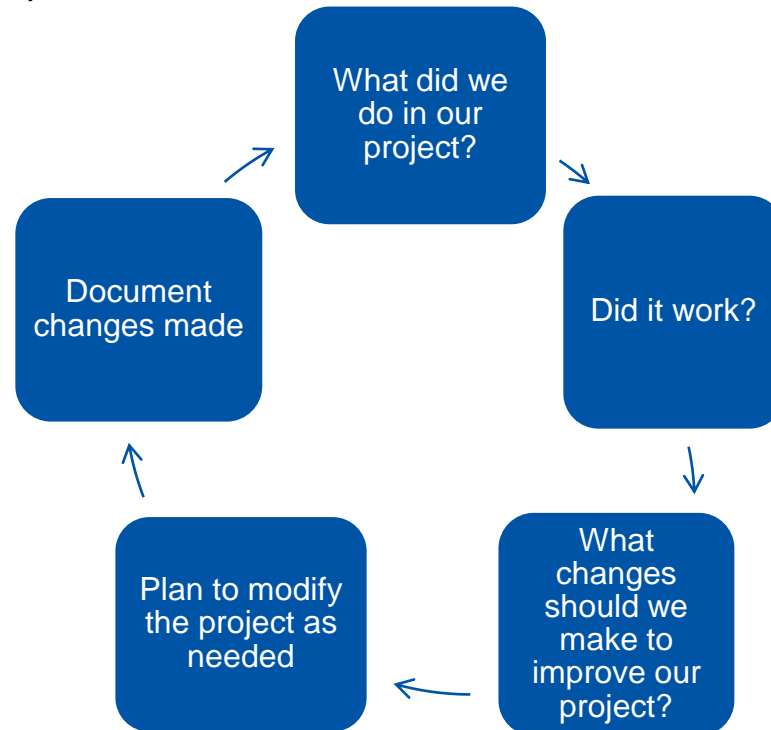 What did we
do in our
project?
Did it work?
What
changes
should we
make to
improve our
project?
Plan to modify
the project as
needed
Document
changes made